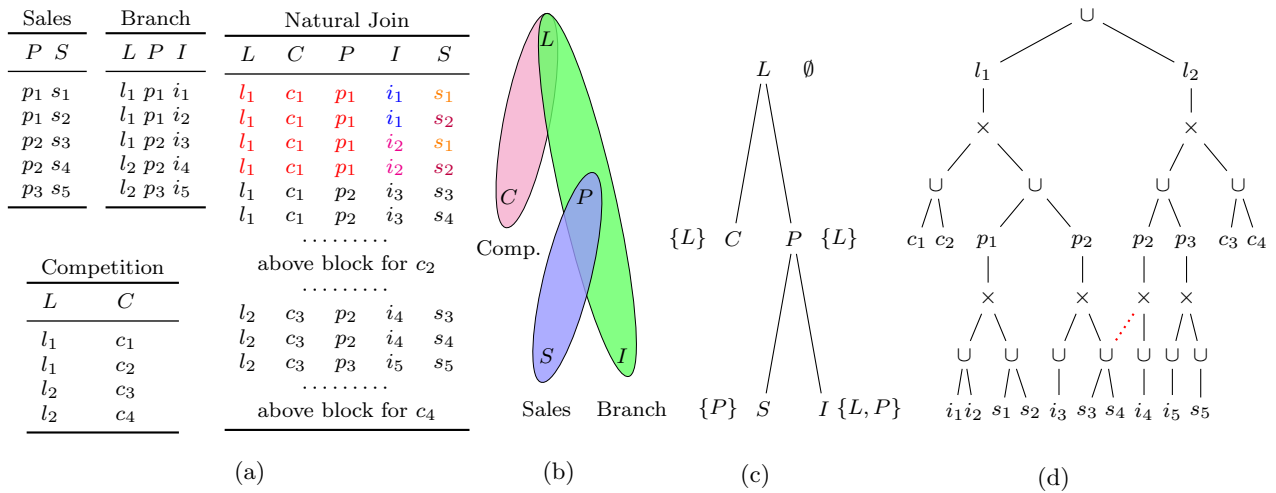 Sales
P S
p1 s1
p1 s2
p2 s3
p2 s4
p3 s5
Branch
L P I
l1 p1 i1
l1 p1 i2
l1 p2 i3
l2 p2 i4
l2 p3 i5
Competition
L C
l1 c1
l1 c2
l2 c3
l2 c4
Natural Join
L C P I S
l1 c1 p1 i1 s1
l1 c1 p1 i1 s2
l1 c1 p1 i2 s1
l1 c1 p1 i2 s2
l1 c1 p2 i3 s3
l1 c1 p2 i3 s4
·········
above block for c2
·········
l2 c3 p2 i4 s3
l2 c3 p2 i4 s4
l2 c3 p3 i5 s5
·········
above block for c4
(a)
L
C P
Comp.
S I
Sales Branch
(b)
L ∅
{L} C P {L}
{P} S I {L, P}
(c)
∪
l1 l2
× ×
∪ ∪ ∪ ∪
c1 c2 p1 p2 p2 p3 c3 c4
× × × ×
∪ ∪ ∪ ∪ ∪ ∪ ∪
i1 i2 s1 s2 i3 s3 s4 i4 i5 s5
(d)